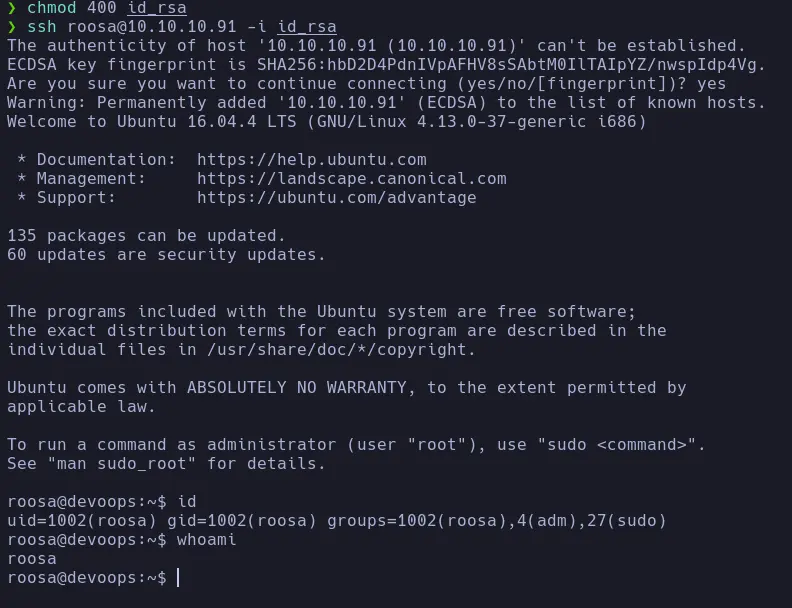 ❯ chmod 400 id_rsa
❯ ssh roosa@10.10.10.91 -i id_rsa
The authenticity of host '10.10.10.91 (10.10.10.91)' can't be established.
ECDSA key fingerprint is SHA256:hbD2D4PdnIVpAFHV8sSAbtM0IlTAIpYZ/nwspIdp4Vg.
Are you sure you want to continue connecting (yes/no/[fingerprint])? yes
Warning: Permanently added '10.10.10.91' (ECDSA) to the list of known hosts.
Welcome to Ubuntu 16.04.4 LTS (GNU/Linux 4.13.0-37-generic i686)

 * Documentation:  https://help.ubuntu.com
 * Management:     https://landscape.canonical.com
 * Support:        https://ubuntu.com/advantage

135 packages can be updated.
60 updates are security updates.


The programs included with the Ubuntu system are free software;
the exact distribution terms for each program are described in the
individual files in /usr/share/doc/*/copyright.

Ubuntu comes with ABSOLUTELY NO WARRANTY, to the extent permitted by
applicable law.

To run a command as administrator (user "root"), use "sudo <command>".
See "man sudo_root" for details.

roosa@devoops:~$ id
uid=1002(roosa) gid=1002(roosa) groups=1002(roosa),4(adm),27(sudo)
roosa@devoops:~$ whoami
roosa
roosa@devoops:~$